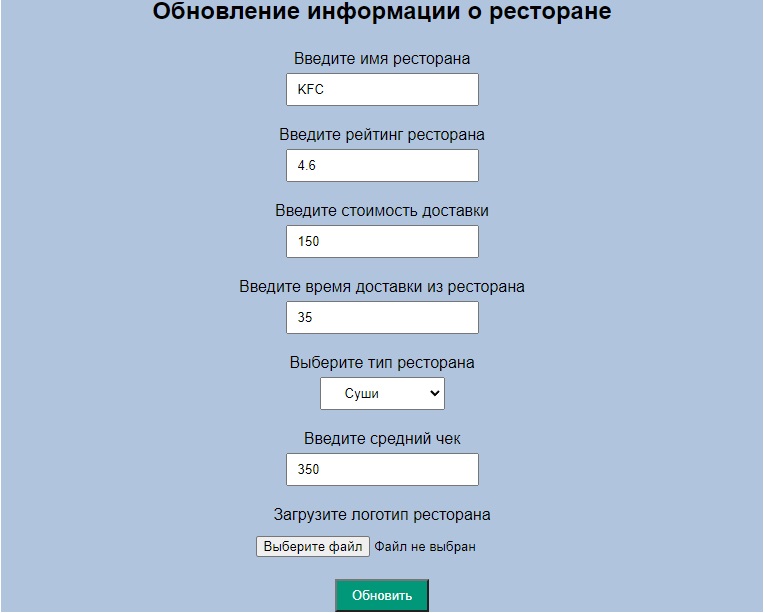 Обновление информации о ресторане
Введите имя ресторана
KFC
Введите рейтинг ресторана
4.6
Введите стоимость доставки
150
Введите время доставки из ресторана
35
Выберите тип ресторана
Суши
Введите средний чек
350
Загрузите логотип ресторана
Выберите файл Файл не выбран
Обновить